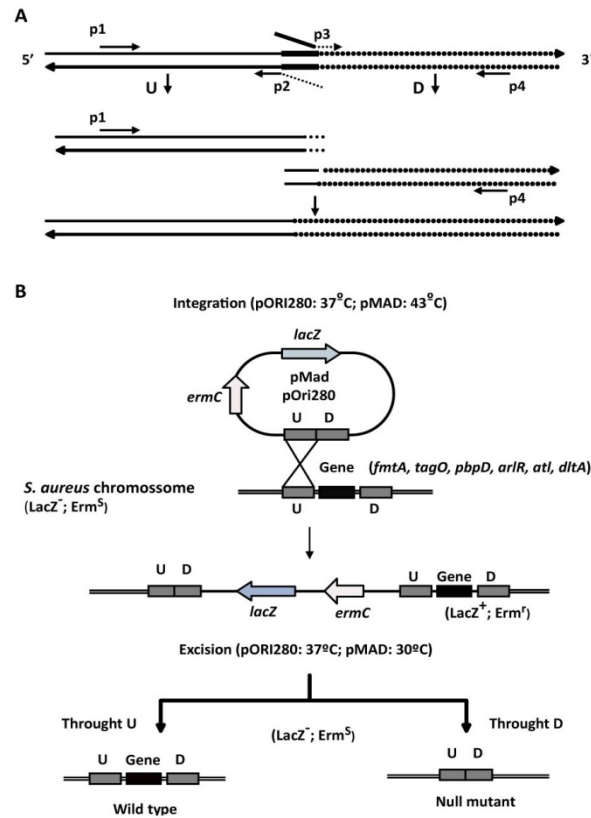 A
p1
p3
5’
3’
U
p2
D
p4
p1
p4
B
Integration (pORI280: 37ºC; pMAD: 43ºC)
lacZ
ermC
pMad
pOri280
U D
Gene (fmtA, tagO, pbpD, arlR, atl, dltA)
S. aureus chromossome
(LacZ⁻; Ermˢ)
U D
U D
Gene
U D
lacZ
ermC
(LacZ⁺; Ermʳ)
Excision (pORI280: 37ºC; pMAD: 30ºC)
Throught U
(LacZ⁻; Ermˢ)
Throught D
U Gene D
U D
Wild type
Null mutant